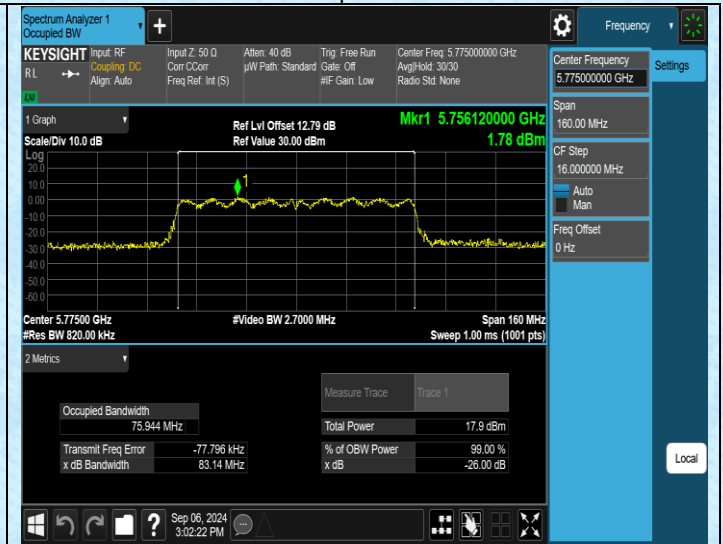 Spectrum Analyzer 1
Occupied BW
+
Frequency
KEYSIGHT
RL
LXI
Input: RF
Coupling: DC
Align: Auto
Input Z: 50 Ω
Corr CCorr
Freq Ref: Int (S)
Atten: 40 dB
µW Path: Standard
Trig: Free Run
Gate: Off
#IF Gain: Low
Center Freq: 5.775000000 GHz
Avg|Hold: 30/30
Radio Std: None
Center Frequency
5.775000000 GHz
Settings
Span
160.00 MHz
CF Step
16.000000 MHz
Auto
Man
Freq Offset
0 Hz
1 Graph
Scale/Div 10.0 dB
Ref Lvl Offset 12.79 dB
Ref Value 30.00 dBm
Mkr1 5.756120000 GHz
1.78 dBm
Log
20.0
10.0
0.00
-10.0
-20.0
-30.0
-40.0
-50.0
-60.0
1
Center 5.77500 GHz
#Res BW 820.00 kHz
#Video BW 2.7000 MHz
Span 160 MHz
Sweep 1.00 ms (1001 pts)
2 Metrics
Measure Trace
Trace 1
Occupied Bandwidth
75.944 MHz
Total Power
17.9 dBm
Transmit Freq Error
-77.796 kHz
% of OBW Power
99.00 %
x dB Bandwidth
83.14 MHz
x dB
-26.00 dB
Local
?
Sep 06, 2024
3:02:22 PM